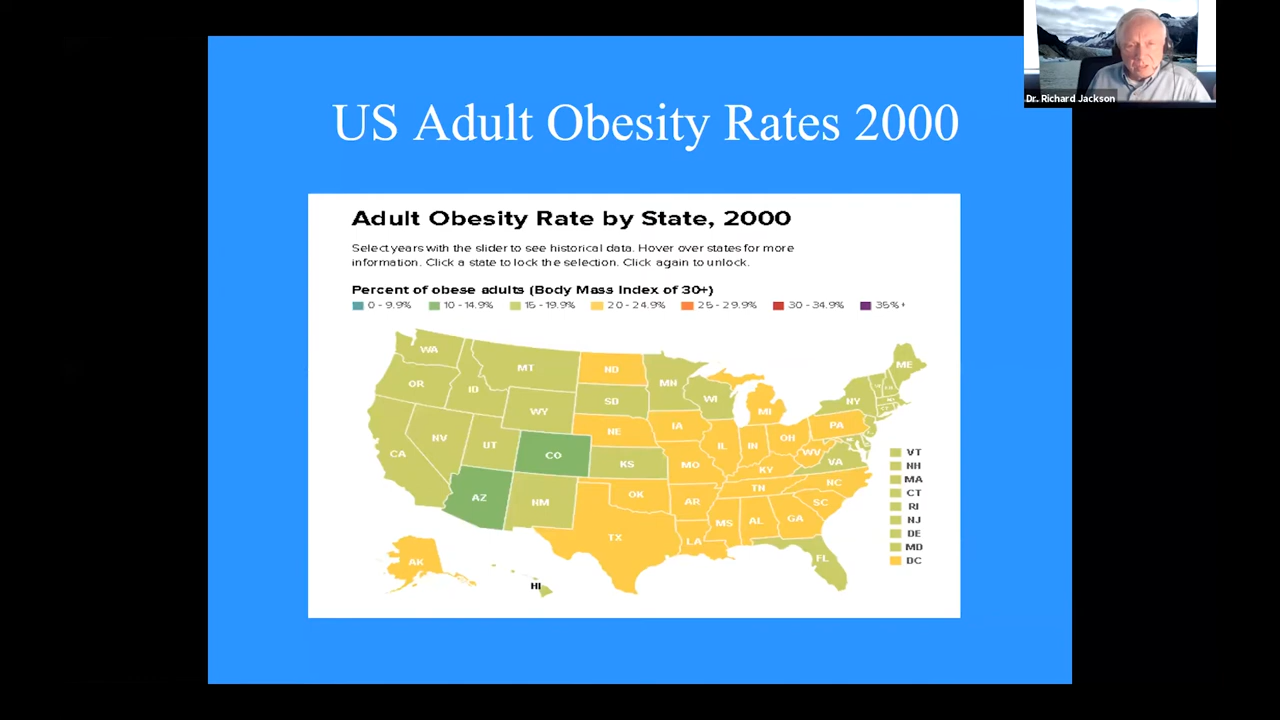 US Adult Obesity Rates 2000
Dr. Richard Jackson
Adult Obesity Rate by State, 2000
Select years with the slider to see historical data. Hover over states for more
information. Click a state to lock the selection. Click again to unlock.
Percent of obese adults (Body Mass Index of 30+)
0 - 9.9% 10 - 14.9% 15 - 19.9% 20 - 24.9% 25 - 29.9% 30 - 34.9% 35% +
WA
MT
ND
MN
ME
OR
ID
SD
WI
NY
WY
MI
NV
UT
CO
NE
IA
PA
CA
KS
IL
IN
OH
WV
VA
MO
KY
AZ
NM
OK
AR
TN
NC
SC
TX
LA
MS
AL
GA
FL
AK
HI
VT
NH
MA
CT
RI
NJ
DE
MD
DC